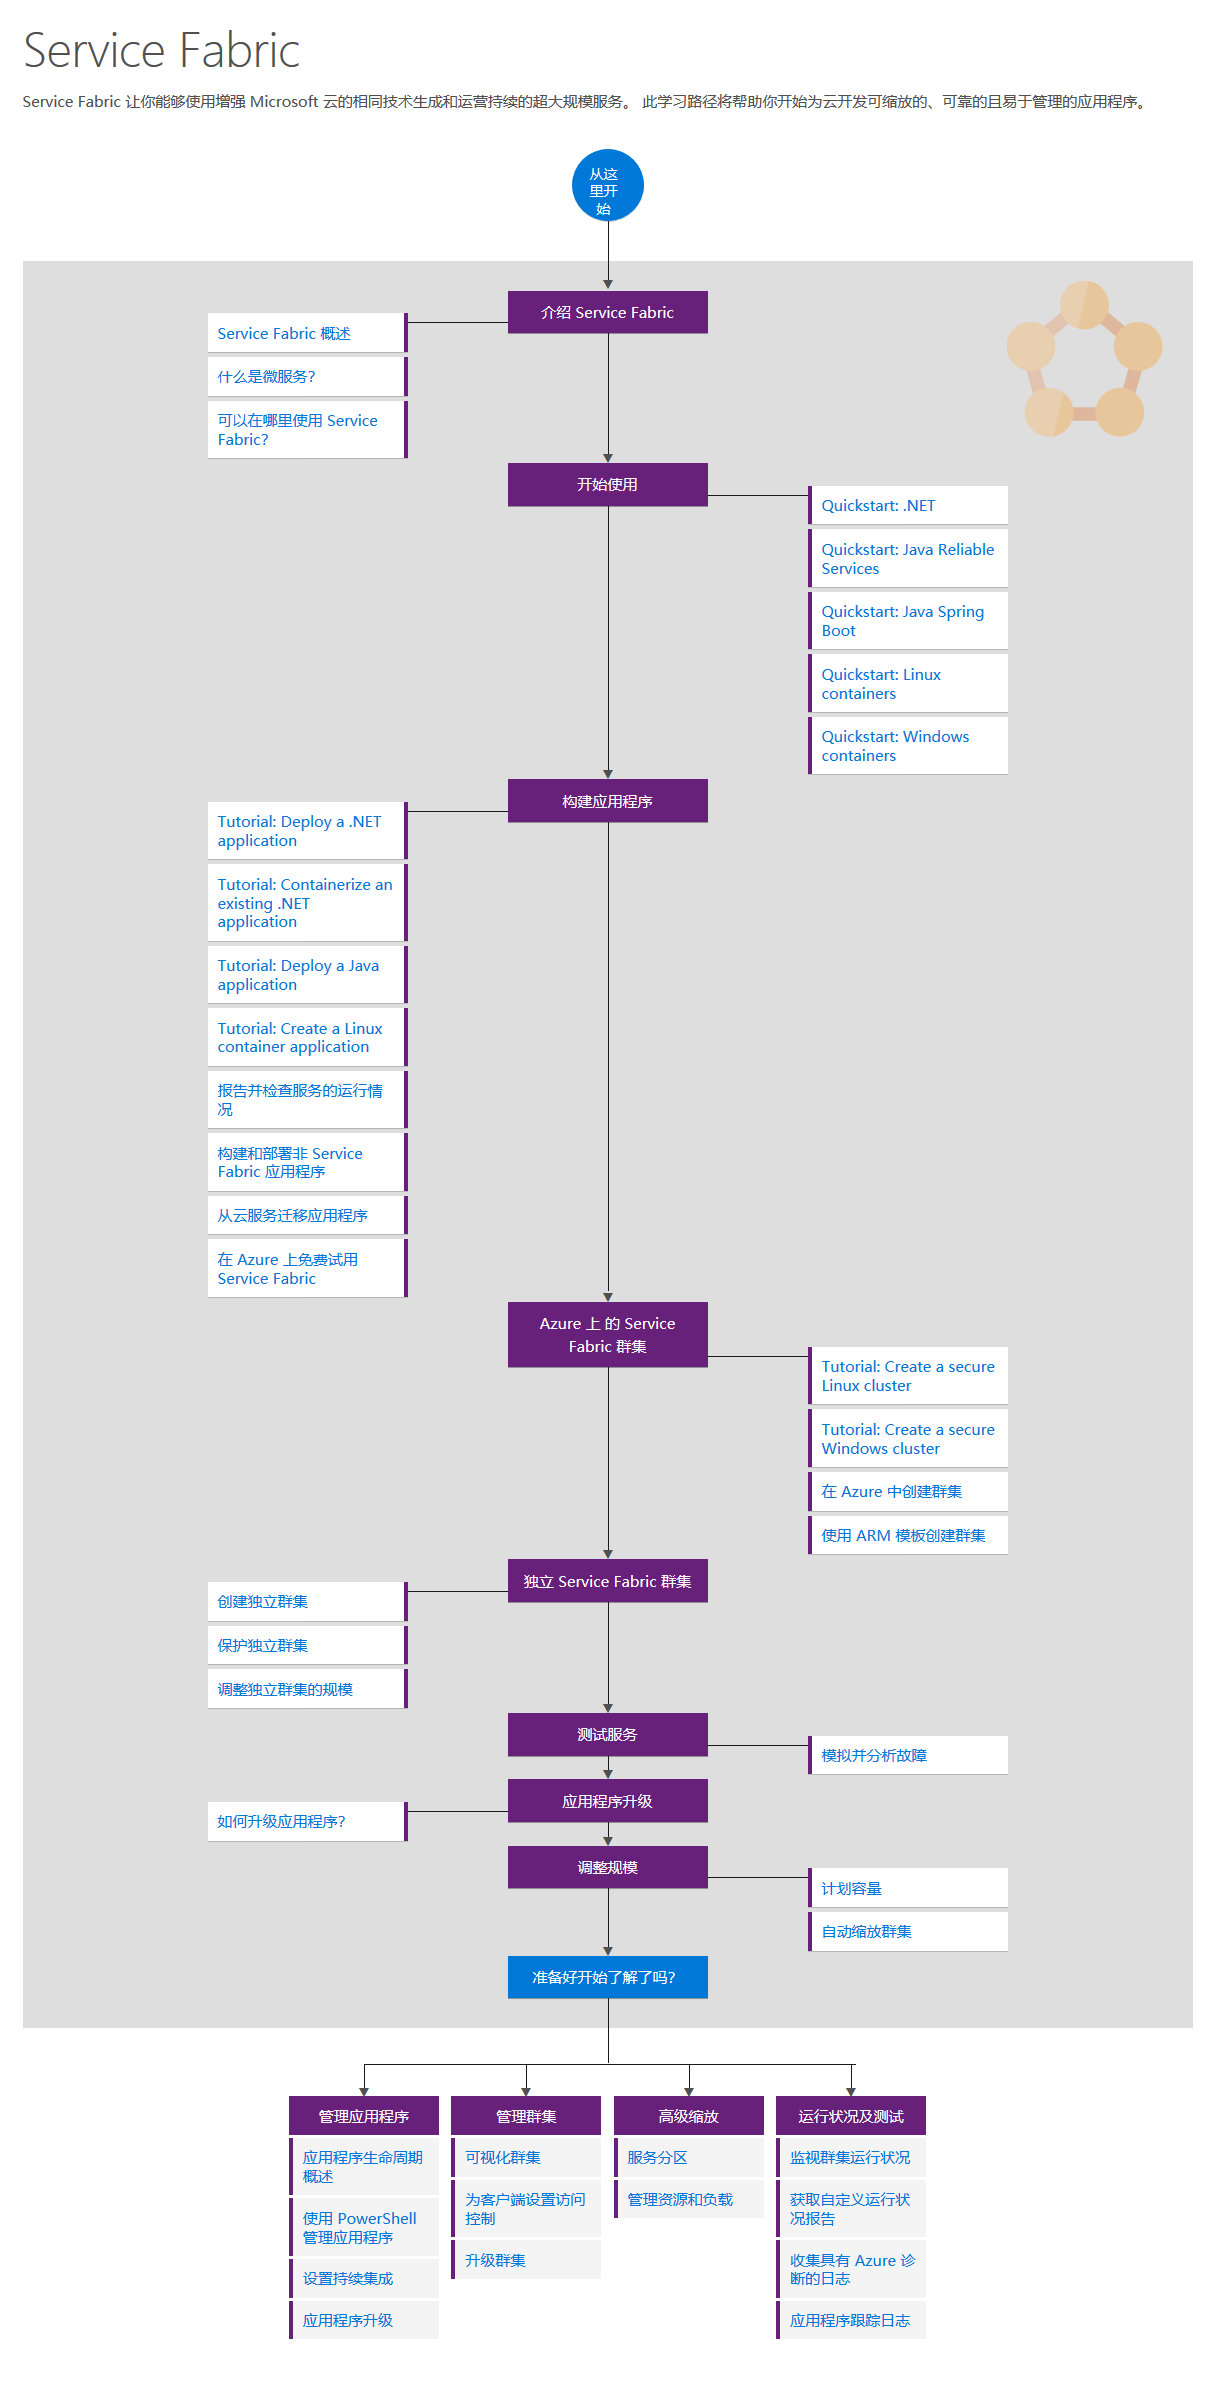 Service Fabric
Service Fabric 让你能够使用增强 Microsoft 云的相同技术生成和运营持续的超大规模服务。 此学习路径将帮助你开始为云开发可缩放的、可靠的且易于管理的应用程序。
从这
里开
始
介绍 Service Fabric
Service Fabric 概述
什么是微服务?
可以在哪里使用 Service
Fabric?
开始使用
Quickstart: .NET
Quickstart: Java Reliable
Services
Quickstart: Java Spring
Boot
Quickstart: Linux
containers
Quickstart: Windows
containers
构建应用程序
Tutorial: Deploy a .NET
application
Tutorial: Containerize an
existing .NET
application
Tutorial: Deploy a Java
application
Tutorial: Create a Linux
container application
报告并检查服务的运行情
况
构建和部署非 Service
Fabric 应用程序
从云服务迁移应用程序
在 Azure 上免费试用
Service Fabric
Azure 上 的 Service
Fabric 群集
Tutorial: Create a secure
Linux cluster
Tutorial: Create a secure
Windows cluster
在 Azure 中创建群集
使用 ARM 模板创建群集
独立 Service Fabric 群集
创建独立群集
保护独立群集
调整独立群集的规模
测试服务
模拟并分析故障
应用程序升级
如何升级应用程序?
调整规模
计划容量
自动缩放群集
准备好开始了解了吗?
管理应用程序
应用程序生命周期
概述
使用 PowerShell
管理应用程序
设置持续集成
应用程序升级
管理群集
可视化群集
为客户端设置访问
控制
升级群集
高级缩放
服务分区
管理资源和负载
运行状况及测试
监视群集运行状况
获取自定义运行状
况报告
收集具有 Azure 诊
断的日志
应用程序跟踪日志